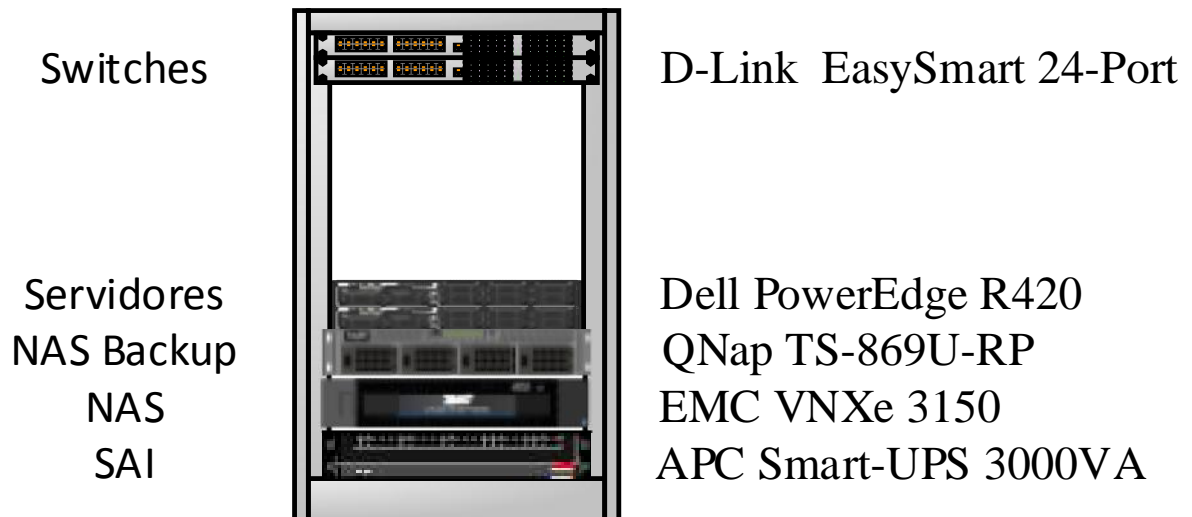 Switches D-Link EasySmart 24-Port
Servidores Dell PowerEdge R420
NAS Backup QNap TS-869U-RP
NAS EMC VNXe 3150
SAI APC Smart-UPS 3000VA